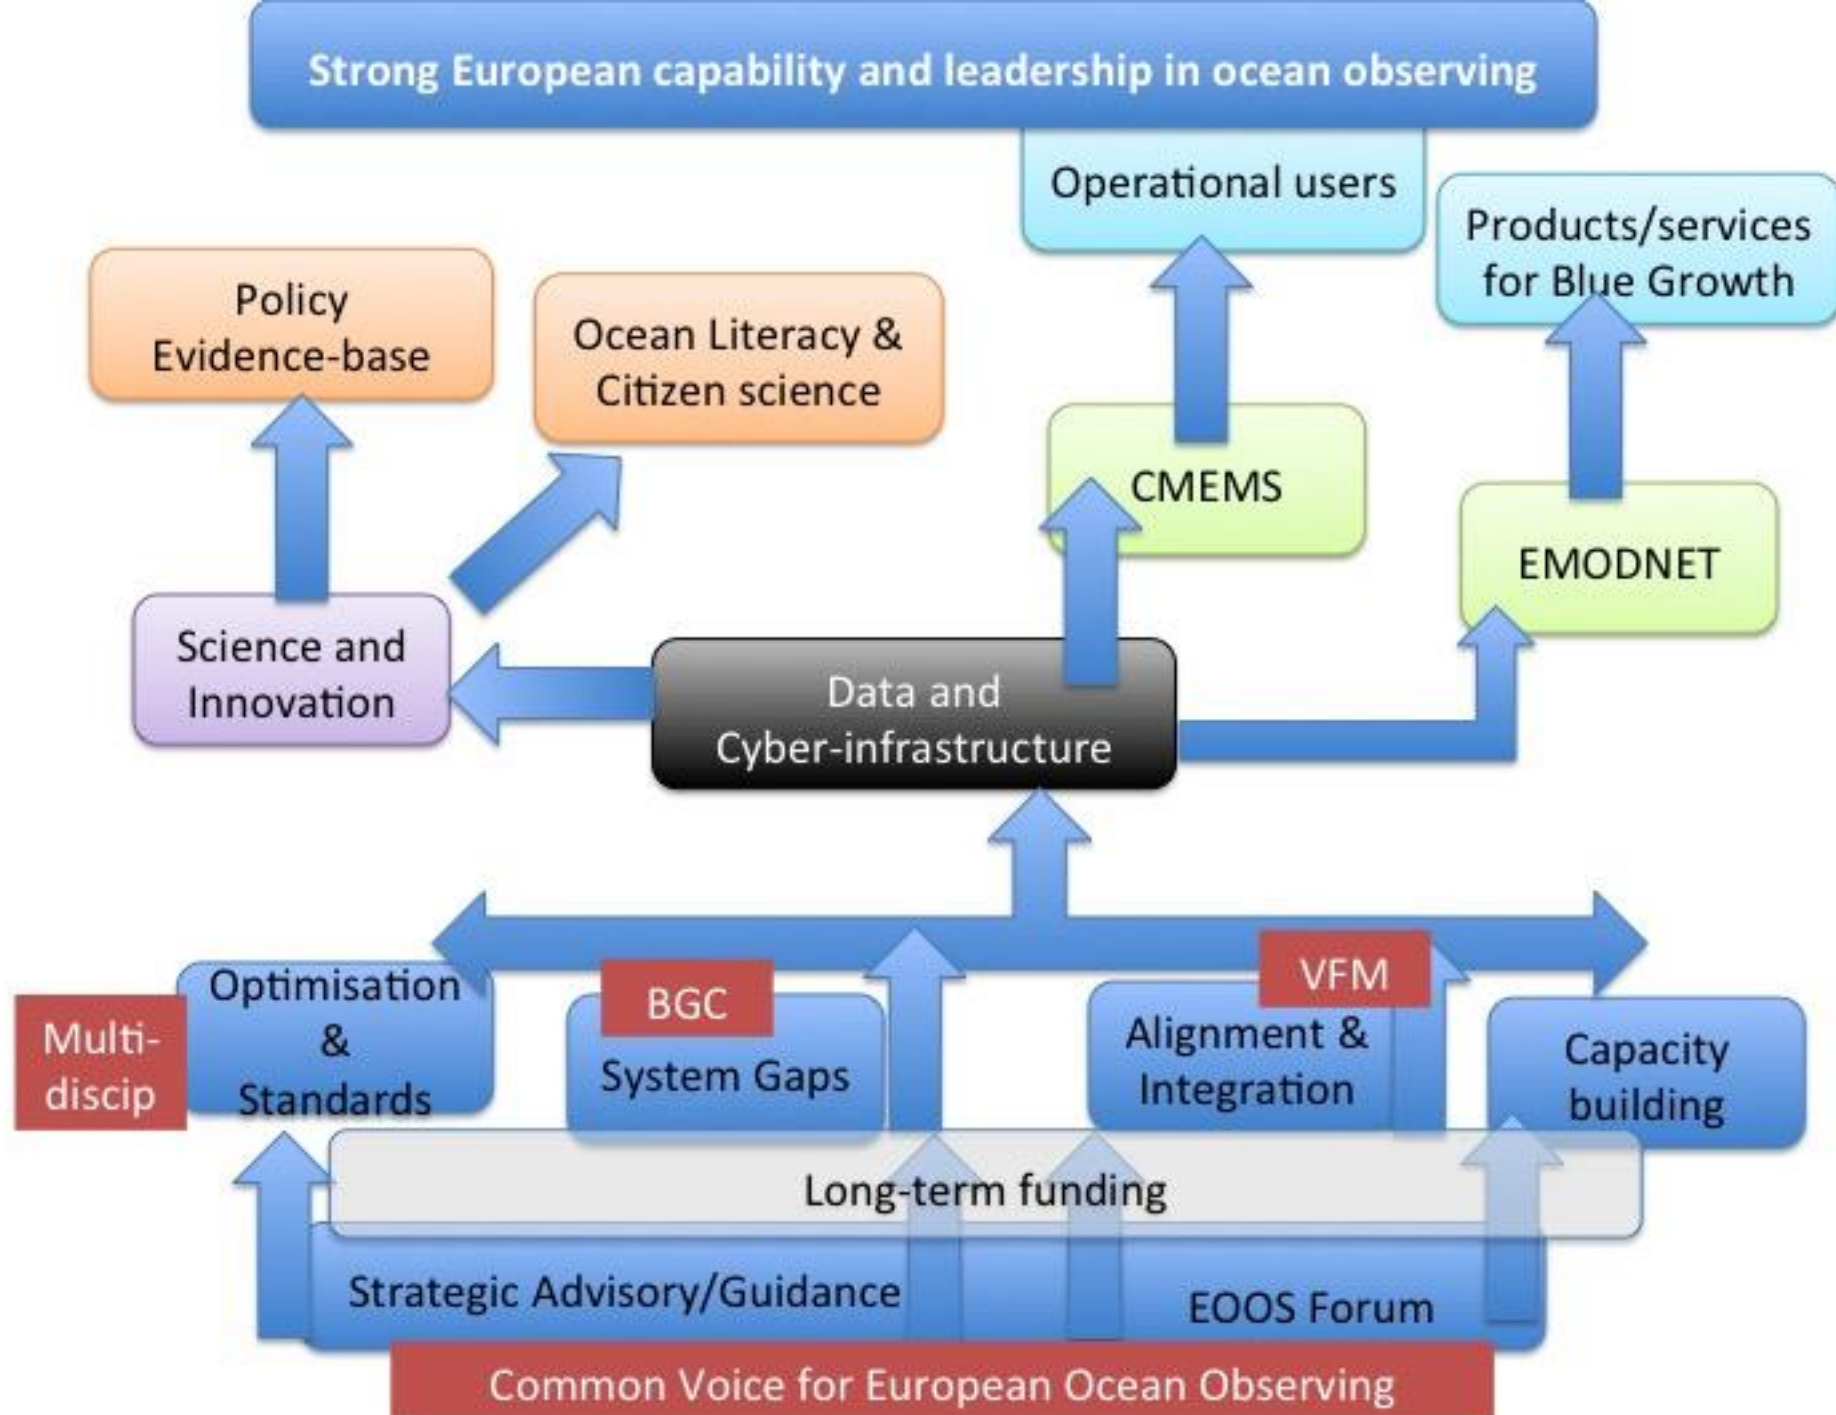 Strong European capability and leadership in ocean observing
Operational users
Products/services
for Blue Growth
Policy
Evidence-base
Ocean Literacy &
Citizen science
CMEMS
EMODNET
Science and
Innovation
Data and
Cyber-infrastructure
Multi-
discip
Optimisation
&
Standards
BGC
System Gaps
VFM
Alignment &
Integration
Capacity
building
Long-term funding
Strategic Advisory/Guidance
EOOS Forum
Common Voice for European Ocean Observing